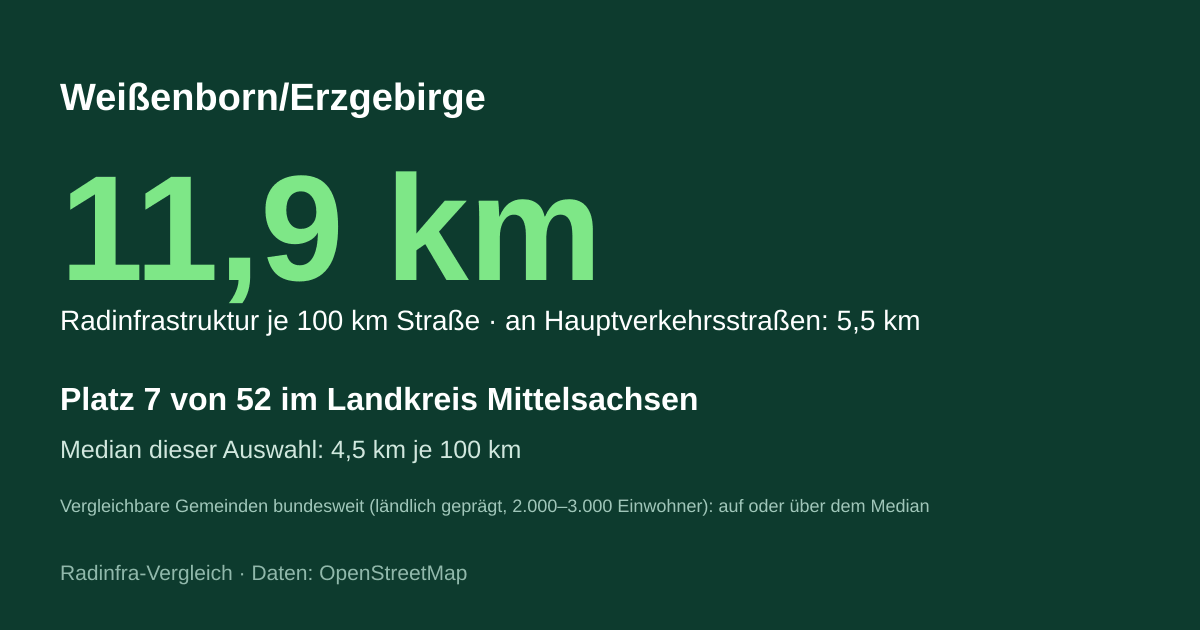 Weißenborn/Erzgebirge
11,9 km
Radinfrastruktur je 100 km Straße · an Hauptverkehrsstraßen: 5,5 km
Platz 7 von 52 im Landkreis Mittelsachsen
Median dieser Auswahl: 4,5 km je 100 km
Vergleichbare Gemeinden bundesweit (ländlich geprägt, 2.000–3.000 Einwohner): auf oder über dem Median
Radinfra-Vergleich · Daten: OpenStreetMap